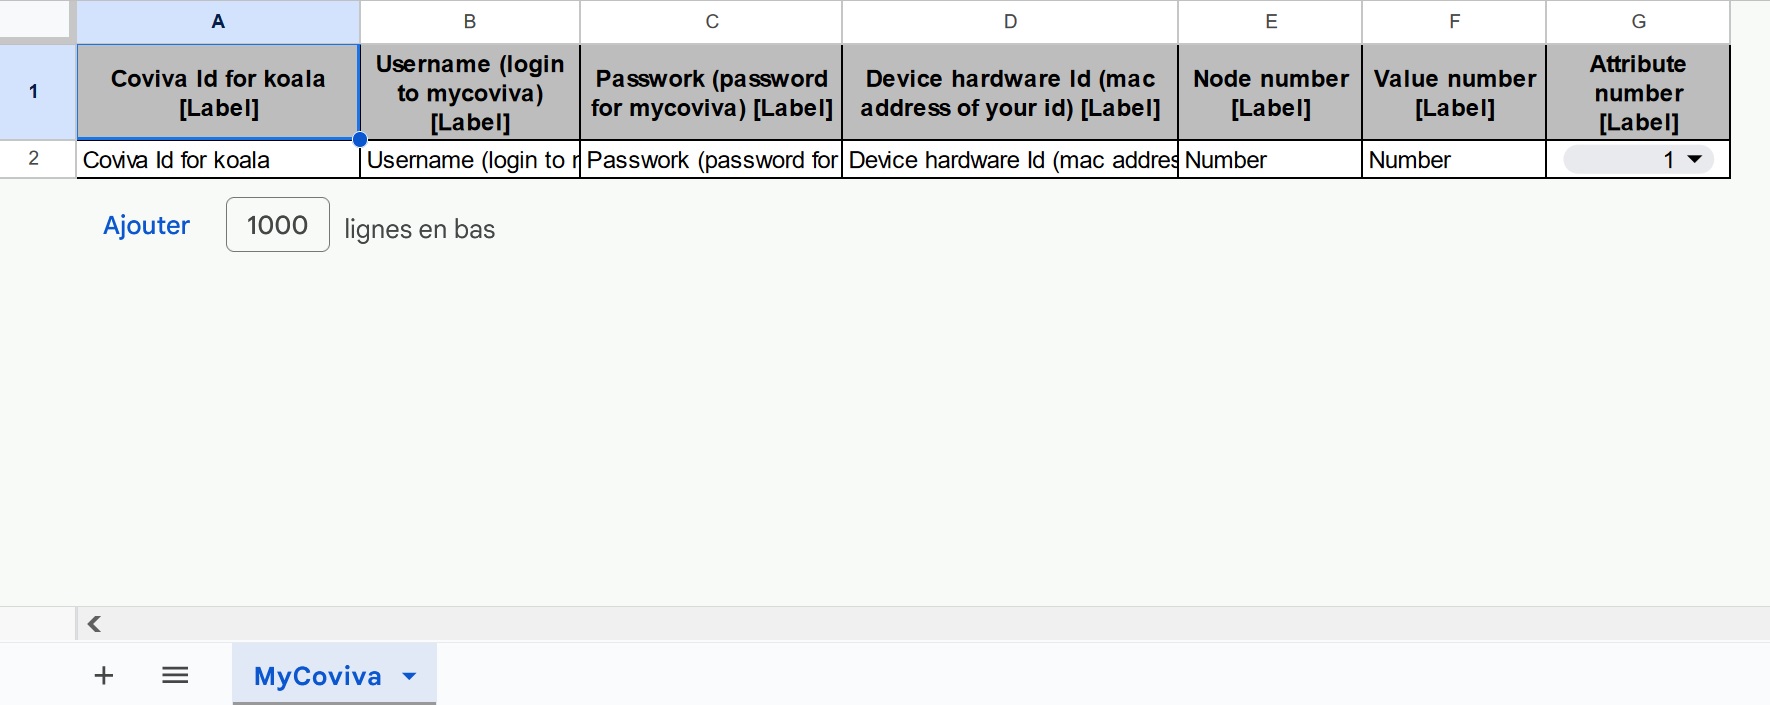 A B C D E F G
1
Coviva Id for koala
[Label]
Username (login
to mycoviva)
[Label]
Passwork (password
for mycoviva) [Label]
Device hardware Id (mac
address of your id) [Label]
Node number
[Label]
Value number
[Label]
Attribute
number
[Label]
2
Coviva Id for koala
Username (login to
Passwork (password for
Device hardware Id (mac addres
Number
Number
1
Ajouter 1000 lignes en bas
MyCoviva